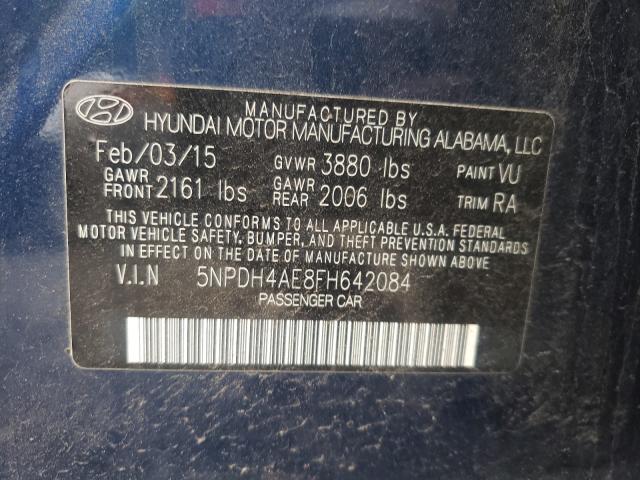 MANUFACTURED BY
HYUNDAI MOTOR MANUFACTURING ALABAMA, LLC
Feb/03/15 GVWR 3880 lbs PAINT VU
GAWR FRONT 2161 lbs GAWR REAR 2006 lbs TRIM RA
THIS VEHICLE CONFORMS TO ALL APPLICABLE U.S.A. FEDERAL
MOTOR VEHICLE SAFETY, BUMPER, AND THEFT PREVENTION STANDARDS
IN EFFECT ON THE DATE OF MANUFACTURE SHOWN ABOVE.
V.I.N 5NPDH4AE8FH642084
PASSENGER CAR